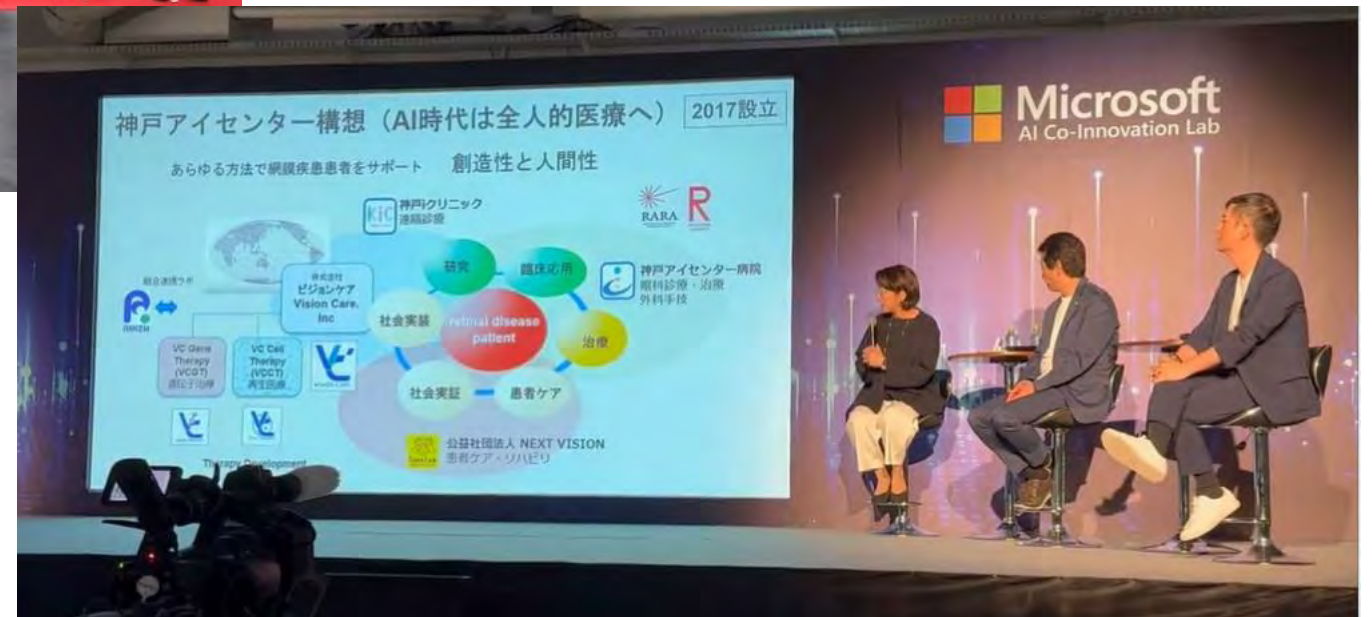 神戸アイセンター構想（AI時代は全人的医療へ）
2017設立
あらゆる方法で網膜疾患患者をサポート
創造性と人間性
KiC
神戸iクリニック
遠隔診療
RARA
R
研究
臨床応用
神戸アイセンター病院
眼科診療・治療
外科手技
株式会社
ビジョンケア
Vision Care.
Inc
社会実装
retinal disease
patient
治療
VC Gene
Therapy
(VCGT)
遺伝子治療
VC Cell
Therapy
(VCCT)
再生医療
社会実証
患者ケア
公益社団法人 NEXT VISION
患者ケア・リハビリ
Therapy Development
Microsoft
AI Co-Innovation Lab